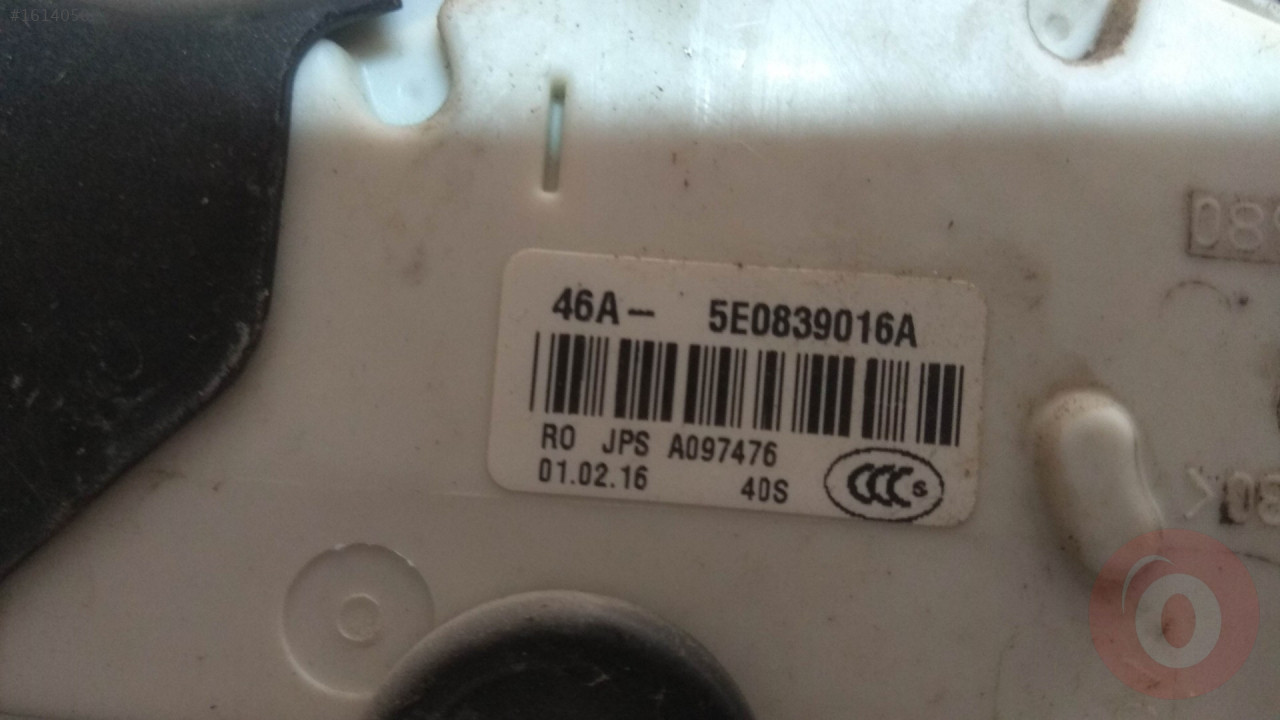 46A- 5E0839016A
RO JPS A097476
01.02.16 40S
CCC S